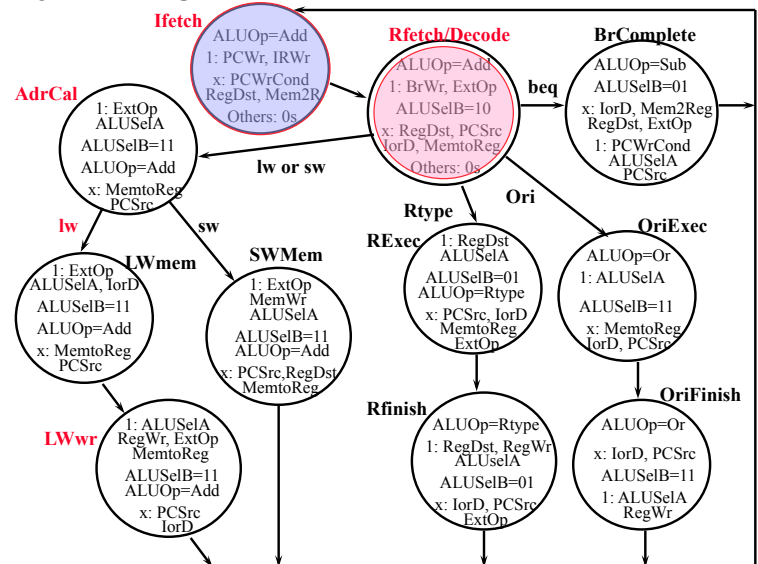 Ifetch
ALUOp=Add
1: PCWr, IRWr
x: PCWrCond
RegDst, Mem2R
Others: 0s
Rfetch/Decode
ALUOp=Add
1: BrWr, ExtOp
ALUSelB=10
x: RegDst, PCSrc
IorD, MemtoReg
Others: 0s
beq
BrComplete
ALUOp=Sub
ALUSelB=01
x: IorD, Mem2Reg
RegDst, ExtOp
1: PCWrCond
ALUSelA
PCSrc
AdrCal
1: ExtOp
ALUSelA
ALUSelB=11
ALUOp=Add
x: MemtoReg
PCSrc
lw or sw
Rtype
Ori
lw
sw
LWmem
1: ExtOp
ALUSelA, IorD
ALUSelB=11
ALUOp=Add
x: MemtoReg
PCSrc
SWMem
1: ExtOp
MemWr
ALUSelA
ALUSelB=11
ALUOp=Add
x: PCSrc,RegDst
MemtoReg
RExec
1: RegDst
ALUSelA
ALUSelB=01
ALUOp=Rtype
x: PCSrc, IorD
MemtoReg
ExtOp
OriExec
ALUOp=Or
1: ALUSelA
ALUSelB=11
x: MemtoReg
IorD, PCSrc
LWwr
1: ALUSelA
RegWr, ExtOp
MemtoReg
ALUSelB=11
ALUOp=Add
x: PCSrc
IorD
Rfinish
ALUOp=Rtype
1: RegDst, RegWr
ALUselA
ALUSelB=01
x: IorD, PCSrc
ExtOp
OriFinish
ALUOp=Or
x: IorD, PCSrc
ALUSelB=11
1: ALUSelA
RegWr